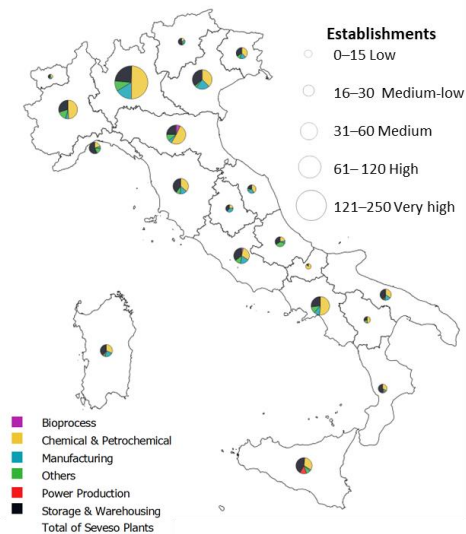 Establishments
0–15 Low
16–30 Medium-low
31–60 Medium
61–120 High
121–250 Very high
Bioprocess
Chemical & Petrochemical
Manufacturing
Others
Power Production
Storage & Warehousing
Total of Seveso Plants